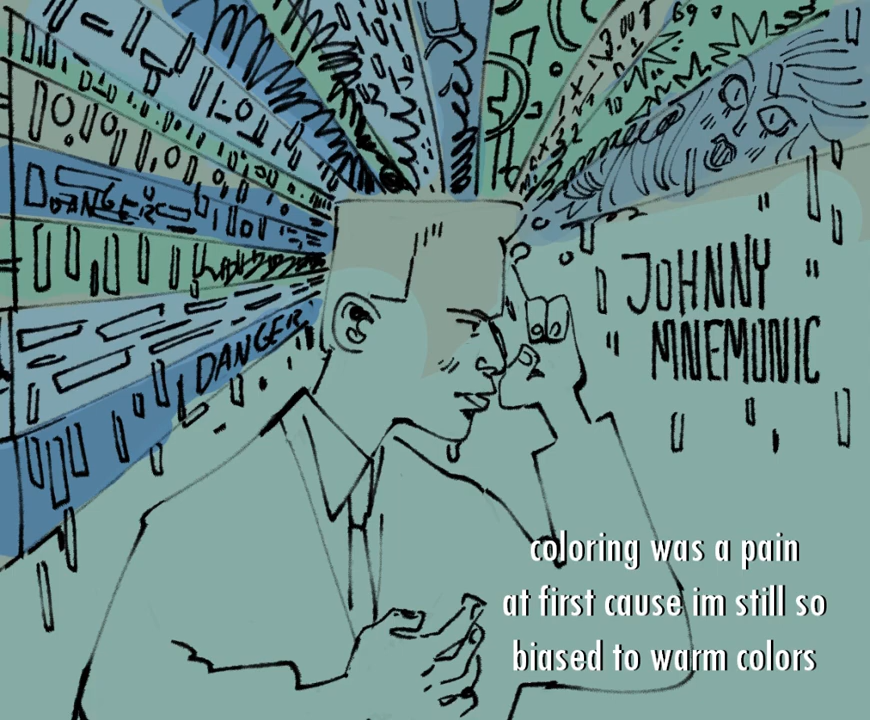 DANGER
DANGER
JOHNNY
MNEMONIC
coloring was a pain
at first cause im still so
biased to warm colors